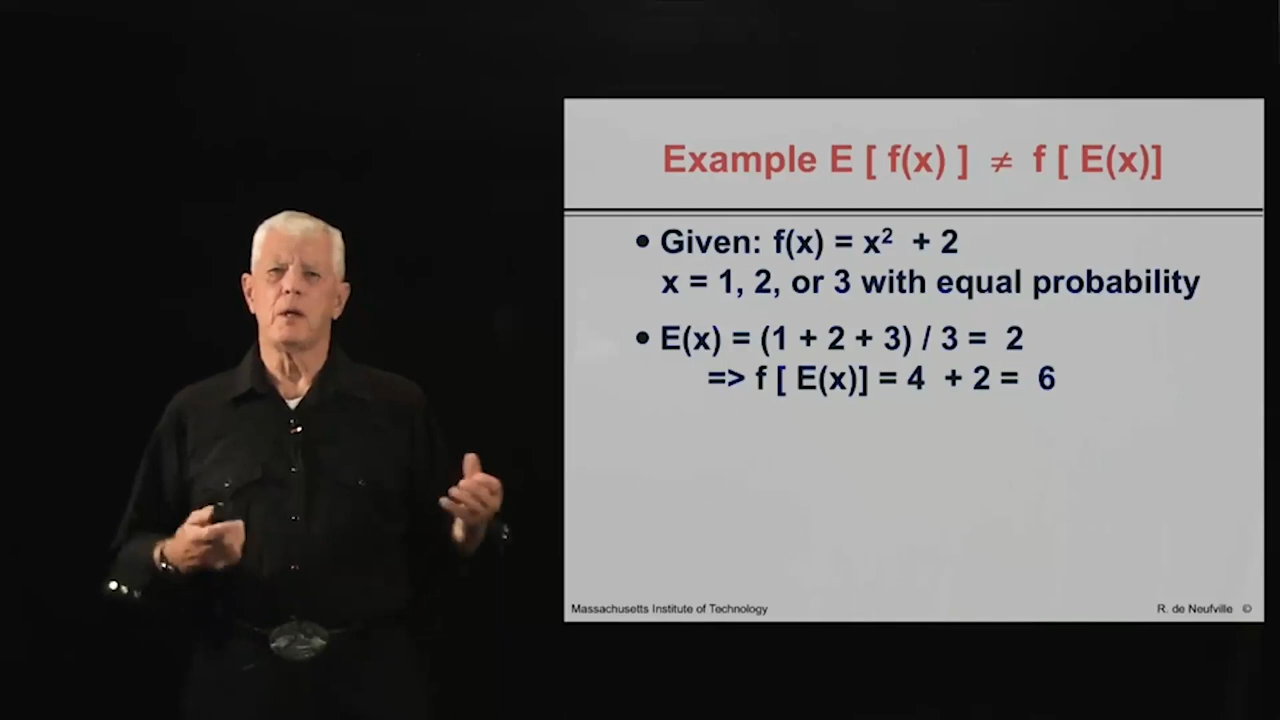 Example E [ f(x) ] ≠ f [ E(x)]
• Given: f(x) = x² + 2
x = 1, 2, or 3 with equal probability
• E(x) = (1 + 2 + 3) / 3 = 2
=> f [ E(x)] = 4 + 2 = 6
Massachusetts Institute of Technology
R. de Neufville ©